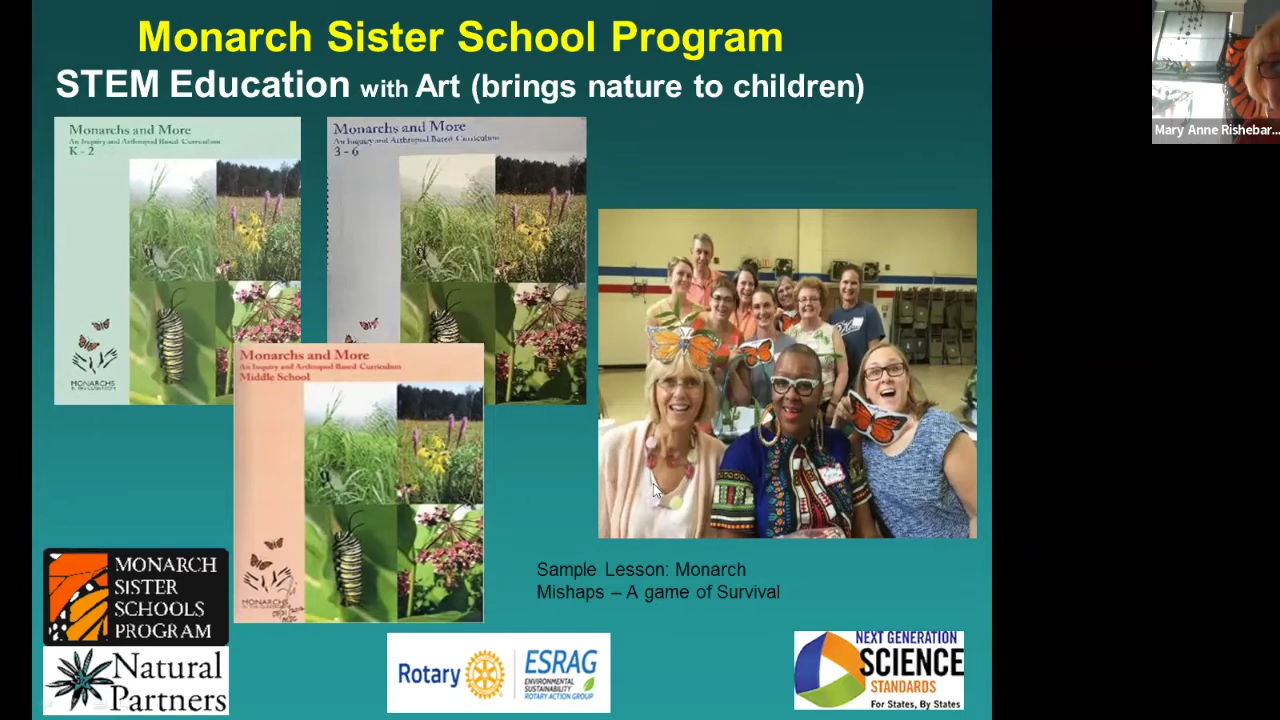 Monarch Sister School Program
STEM Education with Art (brings nature to children)
Mary Anne Rishebar...
Monarchs and More
An Inquiry and Arthropod Based Curriculum
K - 2
Monarchs and More
An Inquiry and Arthropod Based Curriculum
3 - 6
Monarchs and More
An Inquiry and Arthropod Based Curriculum
Middle School
MONARCHS
MONARCHS
Sample Lesson: Monarch
Mishaps – A game of Survival
MONARCH
SISTER
SCHOOLS
PROGRAM
Natural
Partners
Rotary
ESRAG
ENVIRONMENTAL
SUSTAINABILITY
ROTARY ACTION GROUP
NEXT GENERATION
SCIENCE
STANDARDS
For States, By States